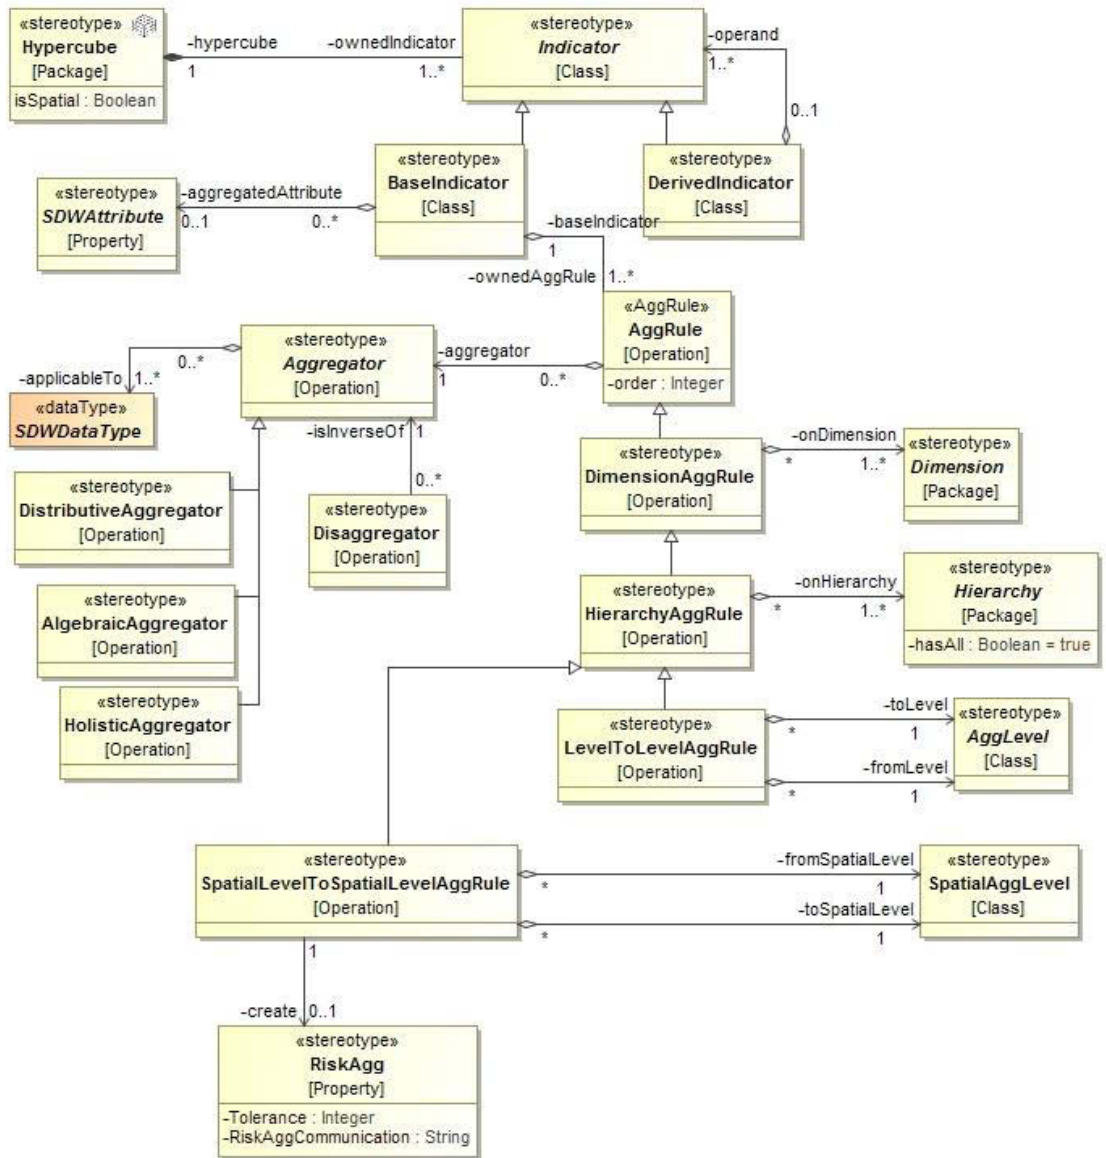 «stereotype»
Hypercube
[Package]
isSpatial : Boolean
-hypercube
1
-ownedIndicator
1..*
«stereotype»
Indicator
[Class]
-operand
1..*
0..1
«stereotype»
SDWAttribute
[Property]
-aggregatedAttribute
0..1
0..*
«stereotype»
BaseIndicator
[Class]
«stereotype»
DerivedIndicator
[Class]
-baseIndicator
1
-ownedAggRule
1..*
«AggRule»
AggRule
[Operation]
-order : Integer
«stereotype»
Aggregator
[Operation]
-aggregator
1
0..*
0..*
-applicableTo
1..*
«dataType»
SDWDataType
-isInverseOf
1
0..*
«stereotype»
DistributiveAggregator
[Operation]
«stereotype»
Disaggregator
[Operation]
«stereotype»
DimensionAggRule
[Operation]
-onDimension
*
1..*
«stereotype»
Dimension
[Package]
«stereotype»
AlgebraicAggregator
[Operation]
«stereotype»
HierarchyAggRule
[Operation]
-onHierarchy
*
1..*
«stereotype»
Hierarchy
[Package]
-hasAll : Boolean = true
«stereotype»
HolisticAggregator
[Operation]
«stereotype»
LevelToLevelAggRule
[Operation]
-toLevel
*
1
-fromLevel
*
1
«stereotype»
AggLevel
[Class]
«stereotype»
SpatialLevelToSpatialLevelAggRule
[Operation]
-fromSpatialLevel
*
1
-toSpatialLevel
*
1
«stereotype»
SpatialAggLevel
[Class]
1
-create
0..1
«stereotype»
RiskAgg
[Property]
-Tolerance : Integer
-RiskAggCommunication : String